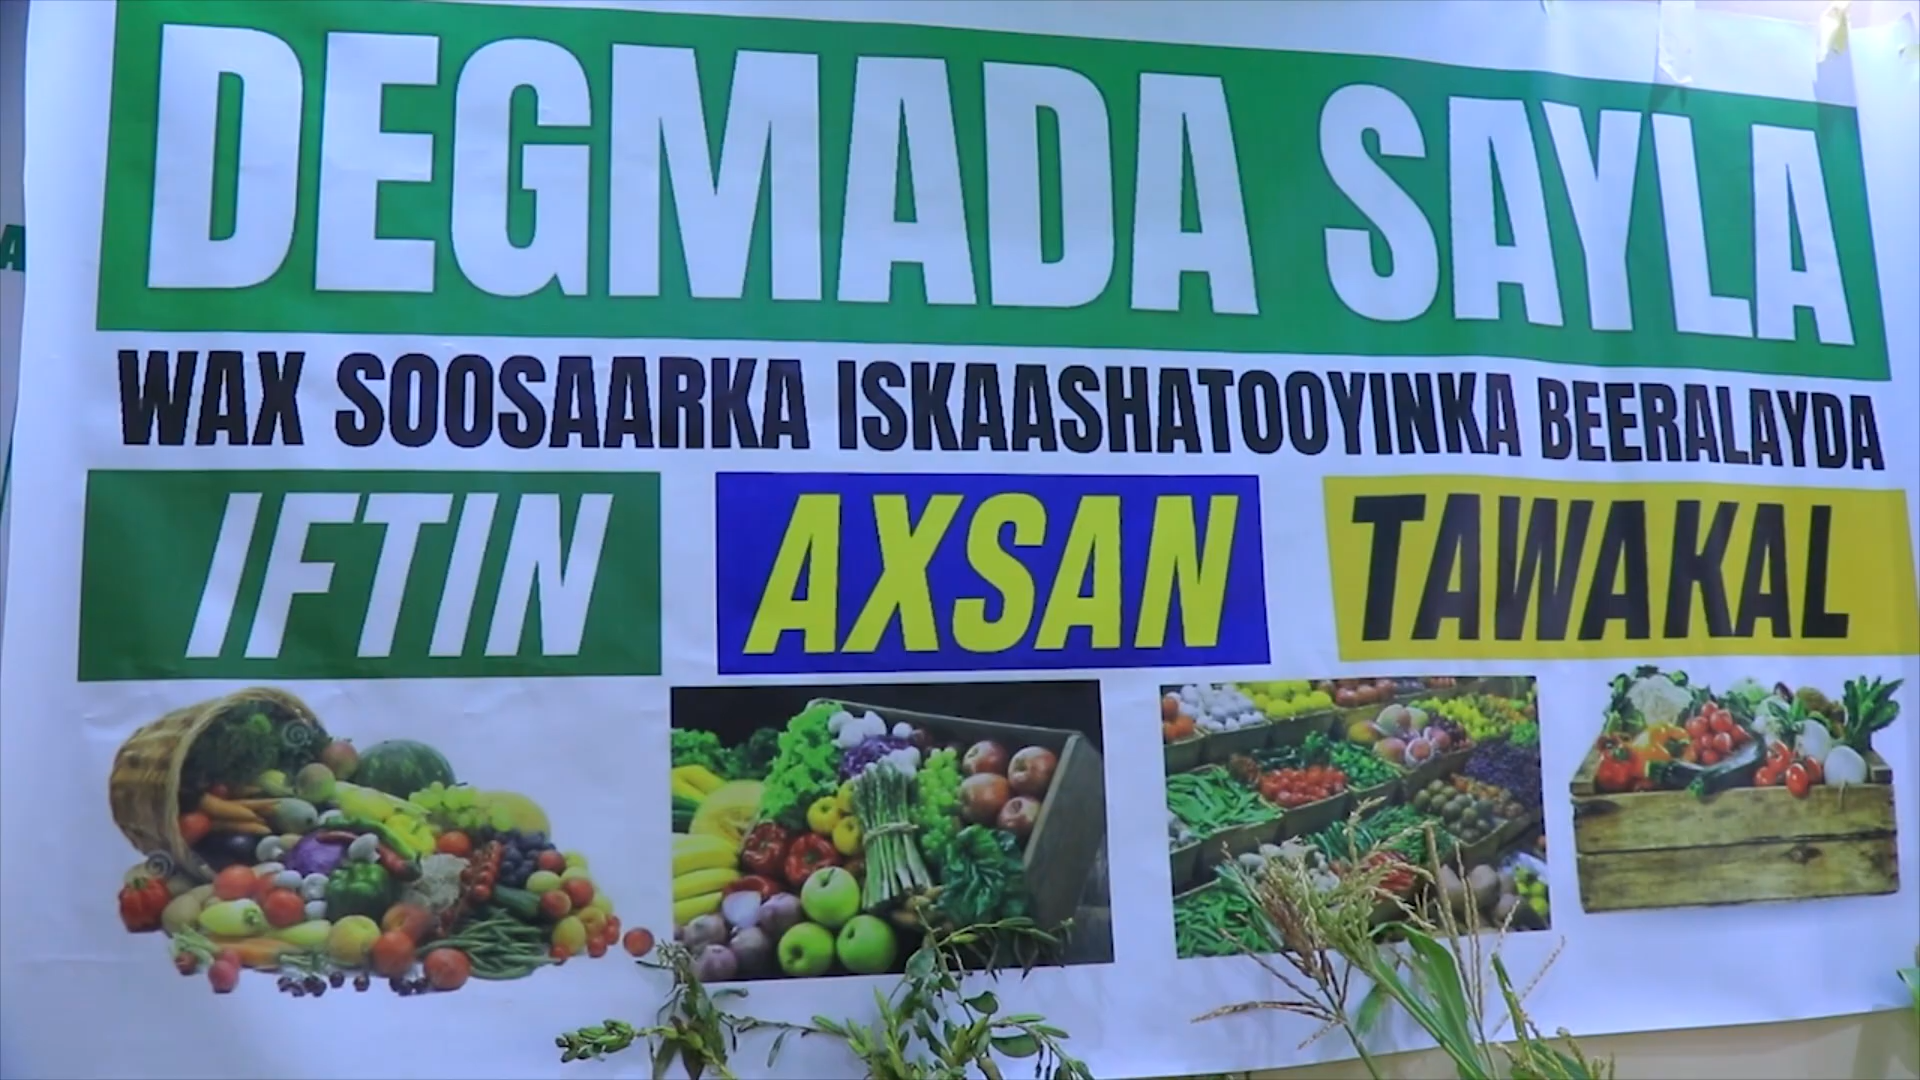 DEGMADA SAYLA
WAX SOOSAARKA ISKAASHATOOYINKA BEERALAYDA
IFTIN AXSAN TAWAKAL